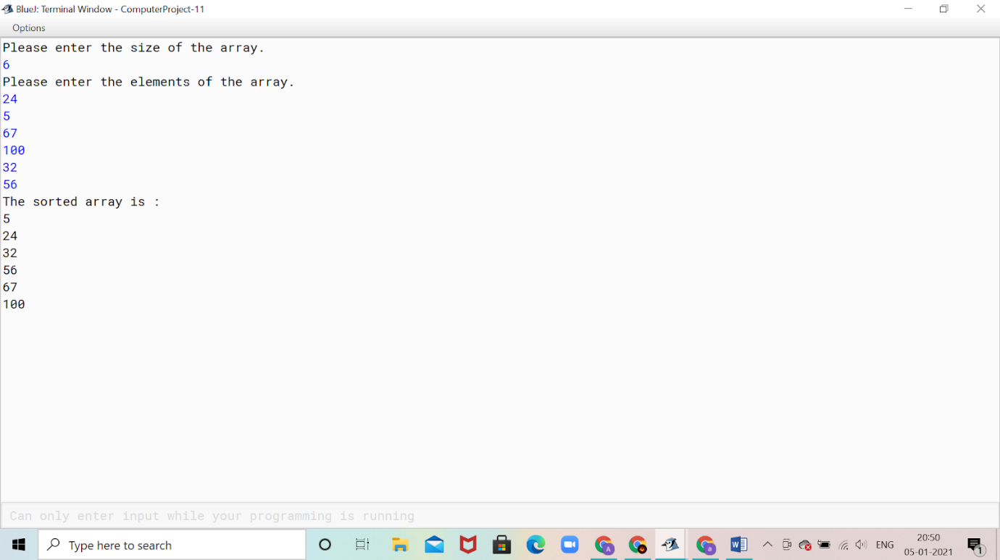 BlueJ: Terminal Window - ComputerProject-11
Options
Please enter the size of the array.
6
Please enter the elements of the array.
24
5
67
100
32
56
The sorted array is :
5
24
32
56
67
100
Can only enter input while your programming is running
Type here to search
A
a
W
ENG
20:50
05-01-2021
1